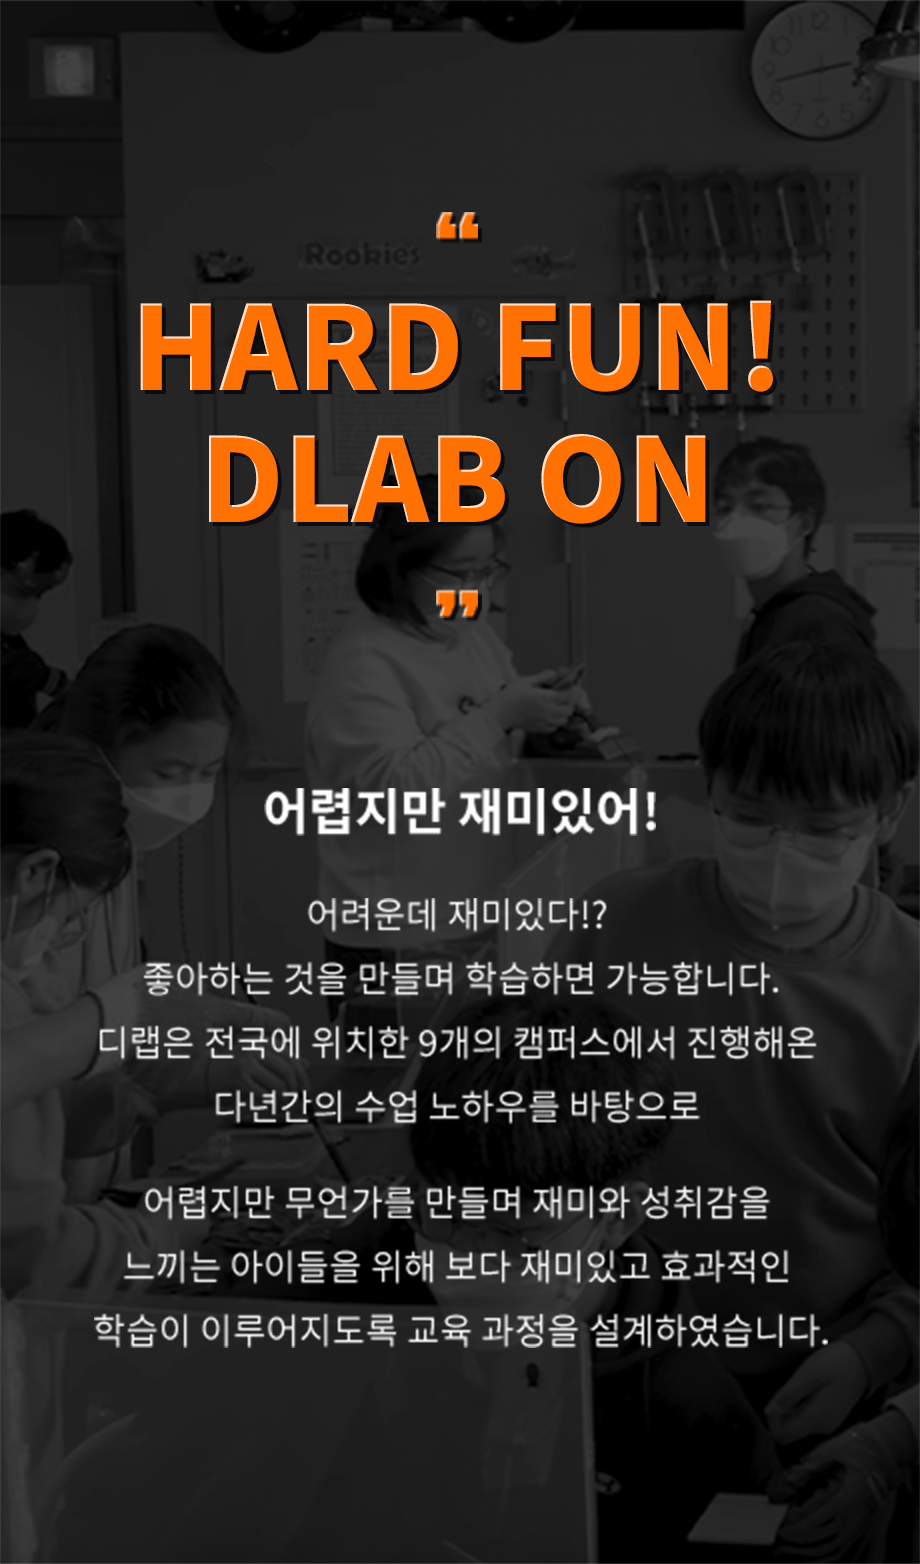 ❝
HARD FUN!
DLAB ON
❞
Rookies
어렵지만 재미있어!
어려운데 재미있다!?
좋아하는 것을 만들며 학습하면 가능합니다.
디랩은 전국에 위치한 9개의 캠퍼스에서 진행해온
다년간의 수업 노하우를 바탕으로
어렵지만 무언가를 만들며 재미와 성취감을
느끼는 아이들을 위해 보다 재미있고 효과적인
학습이 이루어지도록 교육 과정을 설계하였습니다.